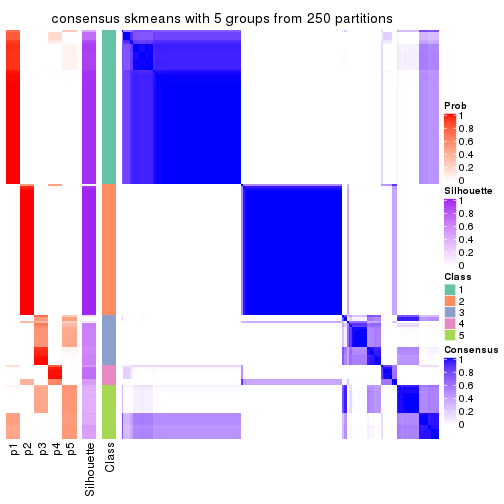 consensus skmeans with 5 groups from 250 partitions
Prob
1
0.8
0.6
0.4
0.2
0
Silhouette
1
0.8
0.6
0.4
0.2
0
Class
1
2
3
4
5
Consensus
1
0.8
0.6
0.4
0.2
0
p1
p2
p3
p4
p5
Silhouette
Class